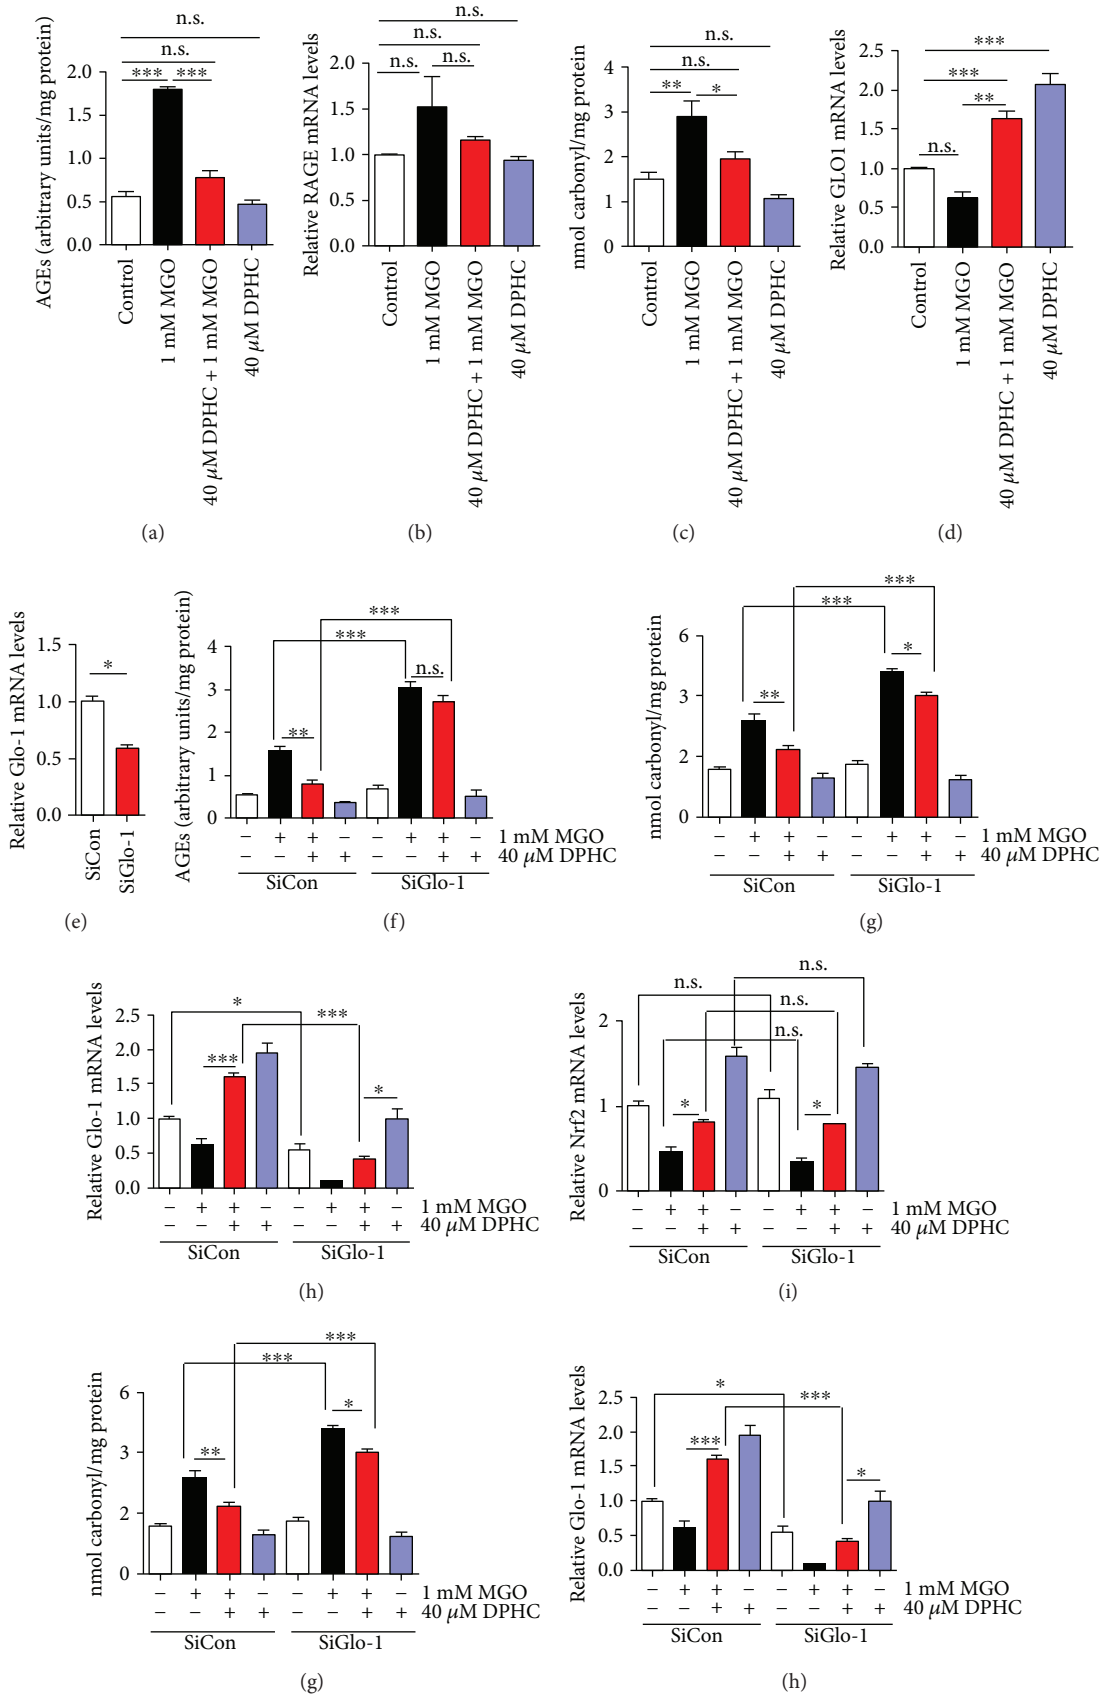 AGEs (arbitrary units/mg protein)
2.0
1.5
1.0
0.5
0.0
n.s.
n.s.
***
***
Control
1 mM MGO
40 μM DPHC + 1 mM MGO
40 μM DPHC
(a)
Relative RAGE mRNA levels
2.0
1.5
1.0
0.5
0.0
n.s.
n.s.
n.s.
n.s.
Control
1 mM MGO
40 μM DPHC + 1 mM MGO
40 μM DPHC
(b)
nmol carbonyl/mg protein
4
3
2
1
0
n.s.
n.s.
**
*
Control
1 mM MGO
40 μM DPHC + 1 mM MGO
40 μM DPHC
(c)
Relative GLO1 mRNA levels
2.5
2.0
1.5
1.0
0.5
0.0
***
***
**
n.s.
Control
1 mM MGO
40 μM DPHC + 1 mM MGO
40 μM DPHC
(d)
Relative Glo-1 mRNA levels
1.5
1.0
0.5
0.0
*
SiCon
SiGlo-1
(e)
AGEs (arbitrary units/mg protein)
4
3
2
1
0
***
***
n.s.
**
− + + − − + + − 1 mM MGO
− − + + − − + + 40 μM DPHC
SiCon SiGlo-1
(f)
nmol carbonyl/mg protein
6
3
2
0
***
***
*
**
− + + − − + + − 1 mM MGO
− − + + − − + + 40 μM DPHC
SiCon SiGlo-1
(g)
Relative Glo-1 mRNA levels
2.5
2.0
1.5
1.0
0.5
0.0
*
***
***
*
− + + − − + + − 1 mM MGO
− − + + − − + + 40 μM DPHC
SiCon SiGlo-1
(h)
Relative Nrf2 mRNA levels
2
1
0
n.s.
n.s.
n.s.
n.s.
*
*
− + + − − + + − 1 mM MGO
− − + + − − + + 40 μM DPHC
SiCon SiGlo-1
(i)
nmol carbonyl/mg protein
6
3
2
0
***
***
*
**
− + + − − + + − 1 mM MGO
− − + + − − + + 40 μM DPHC
SiCon SiGlo-1
(g)
Relative Glo-1 mRNA levels
2.5
2.0
1.5
1.0
0.5
0.0
*
***
***
*
− + + − − + + − 1 mM MGO
− − + + − − + + 40 μM DPHC
SiCon SiGlo-1
(h)